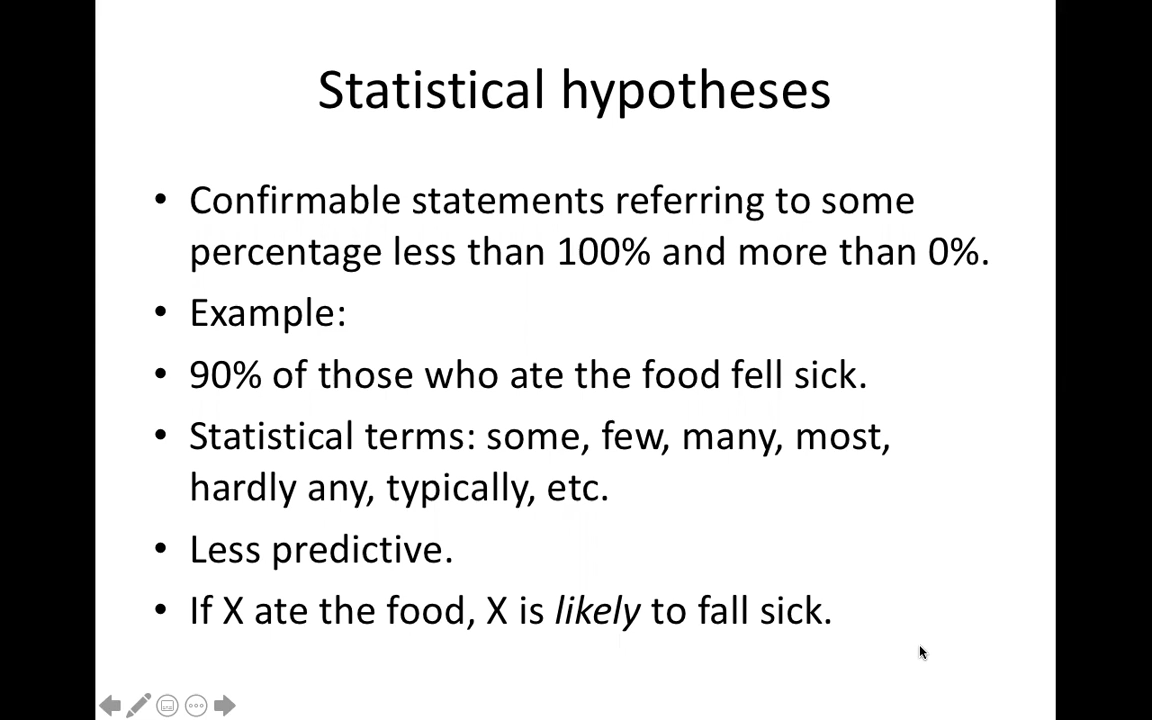 Statistical hypotheses
• Confirmable statements referring to some
percentage less than 100% and more than 0%.
• Example:
• 90% of those who ate the food fell sick.
• Statistical terms: some, few, many, most,
hardly any, typically, etc.
• Less predictive.
• If X ate the food, X is likely to fall sick.